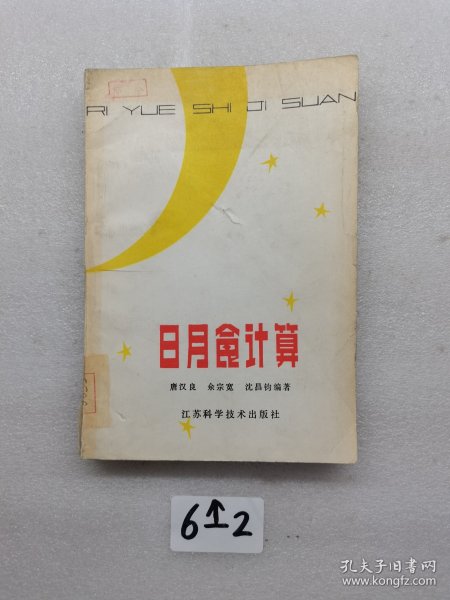 RI YUE SHI JI SUAN
日月食计算
唐汉良 余宗宽 沈昌钧编著
江苏科学技术出版社
6↑2
孔夫子旧书网
www.kongfz.com